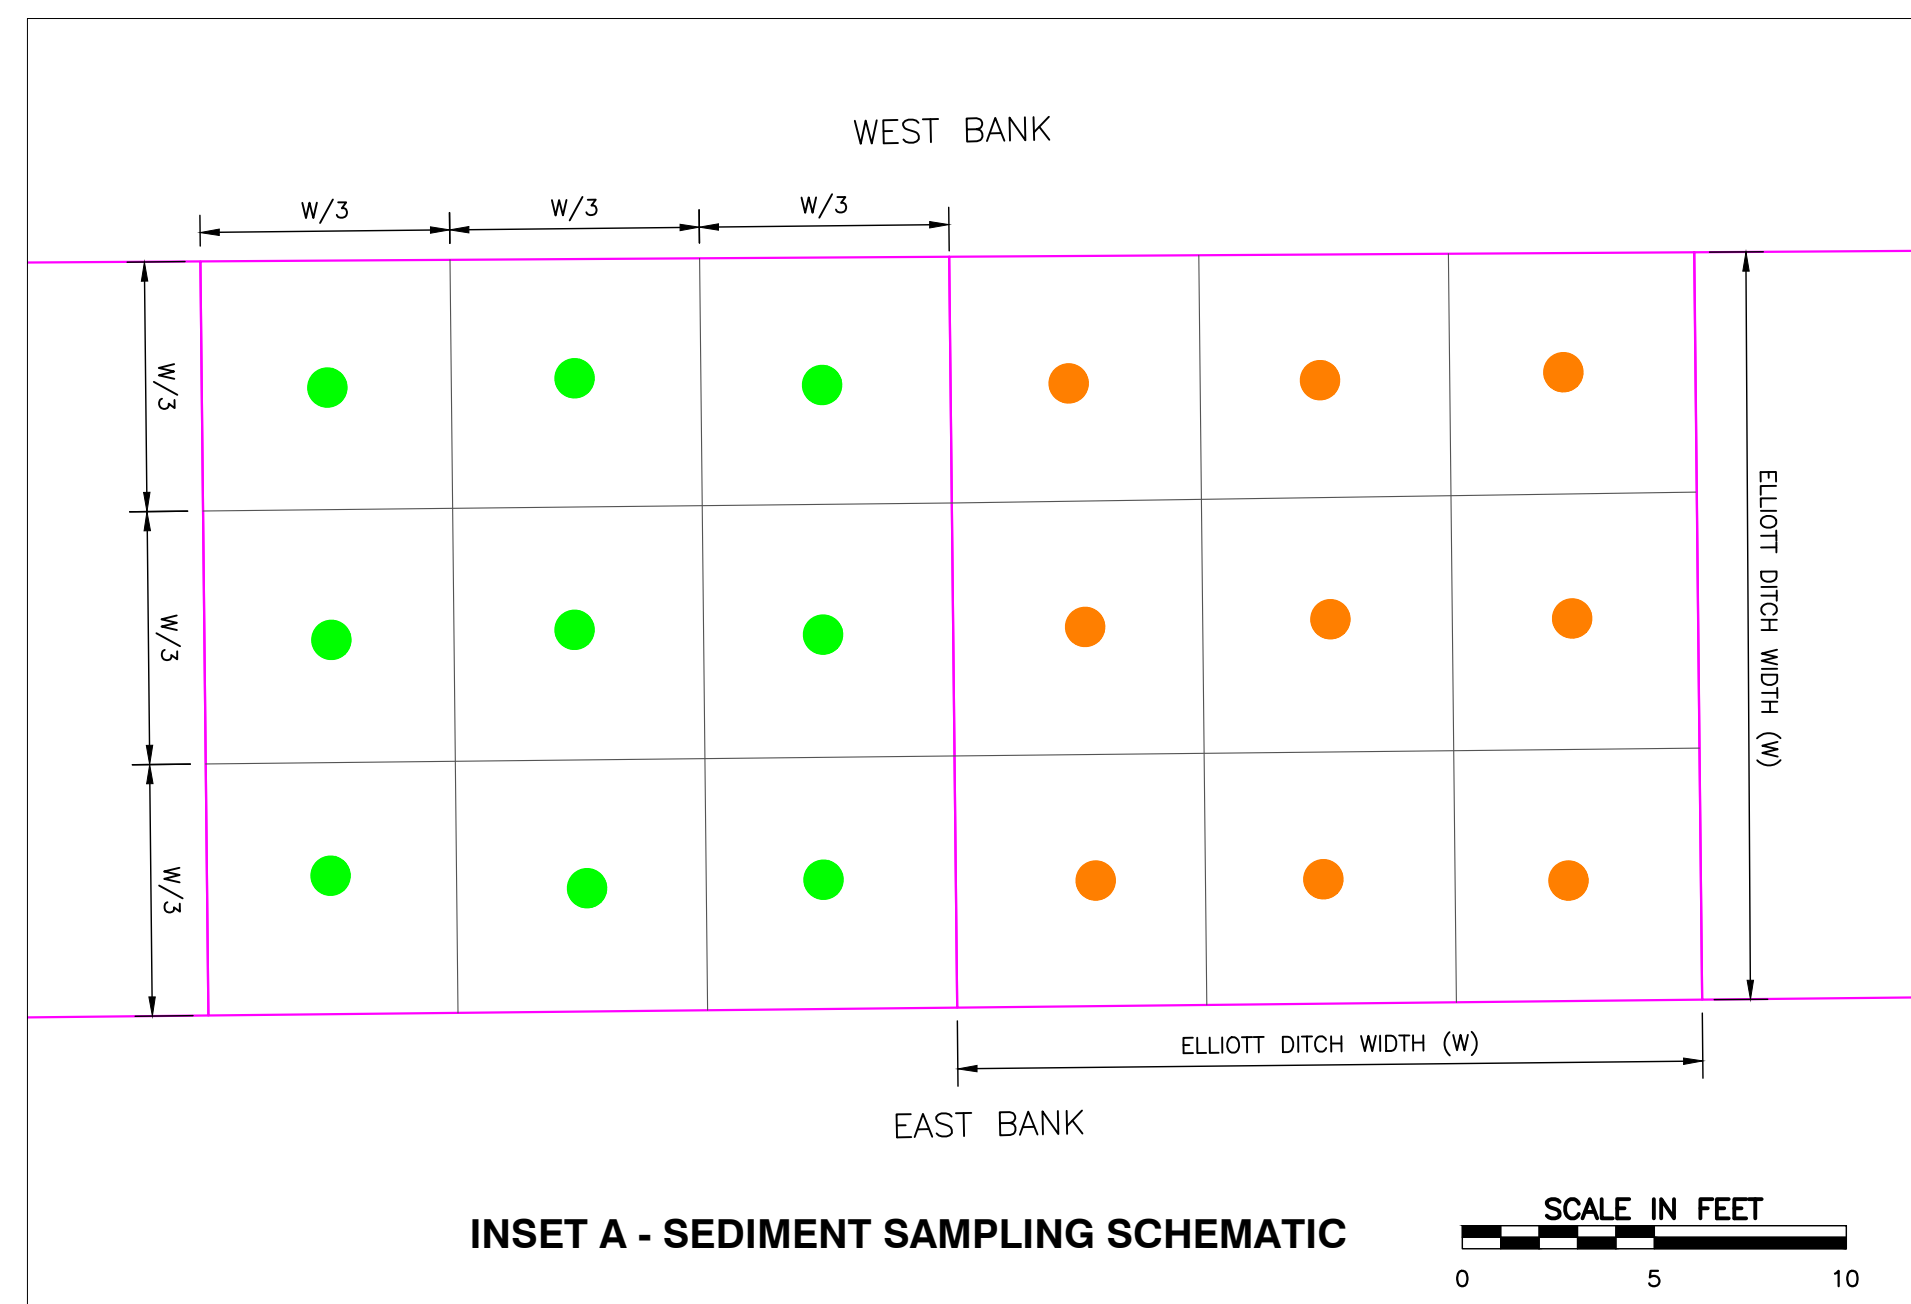 WEST BANK
W/3
W/3
W/3
W/3
W/3
W/3
ELLIOTT DITCH WIDTH (W)
ELLIOTT DITCH WIDTH (W)
EAST BANK
INSET A - SEDIMENT SAMPLING SCHEMATIC
SCALE IN FEET
0 5 10